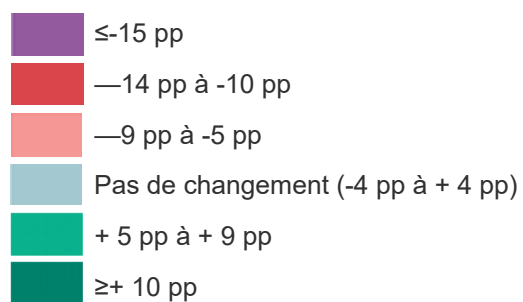 ≤-15 pp
—14 pp à -10 pp
—9 pp à -5 pp
Pas de changement (-4 pp à + 4 pp)
+ 5 pp à + 9 pp
≥+ 10 pp